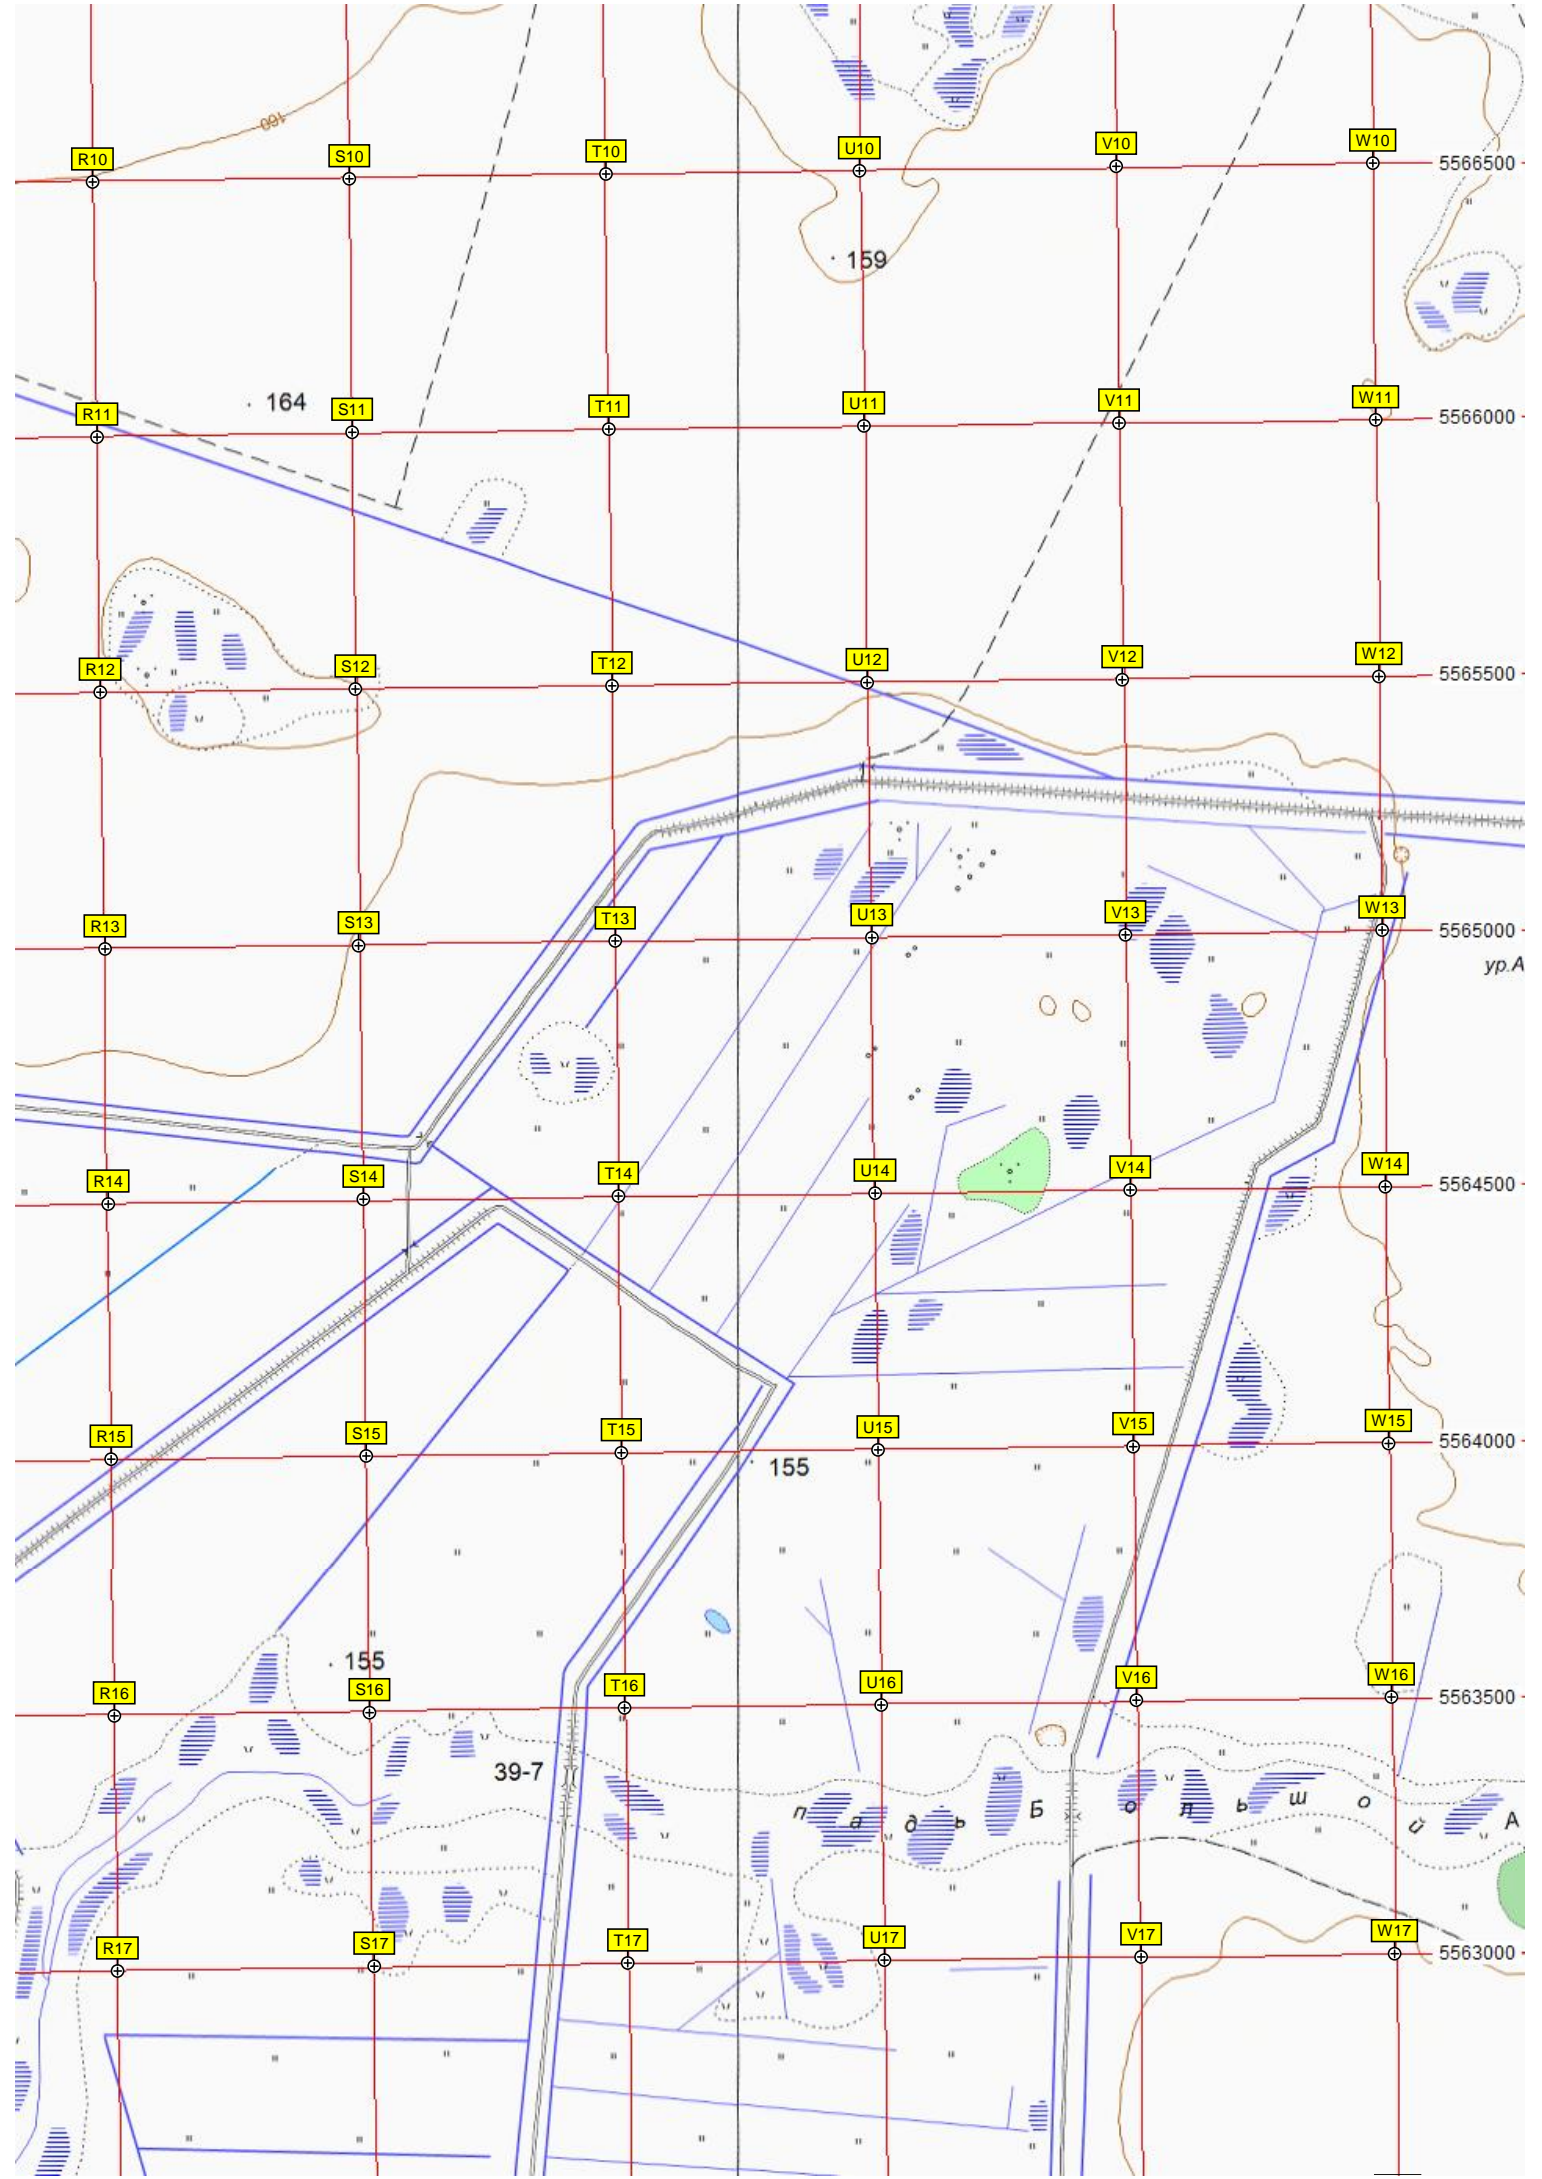 160
R10 S10 T10 U10 V10 W10 5566500
159
164
R11 S11 T11 U11 V11 W11 5566000
R12 S12 T12 U12 V12 W12 5565500
R13 S13 T13 U13 V13 W13 5565000
ур.А
R14 S14 T14 U14 V14 W14 5564500
R15 S15 T15 U15 V15 W15 5564000
155
155
R16 S16 T16 U16 V16 W16 5563500
39-7
падь Большой А
R17 S17 T17 U17 V17 W17 5563000